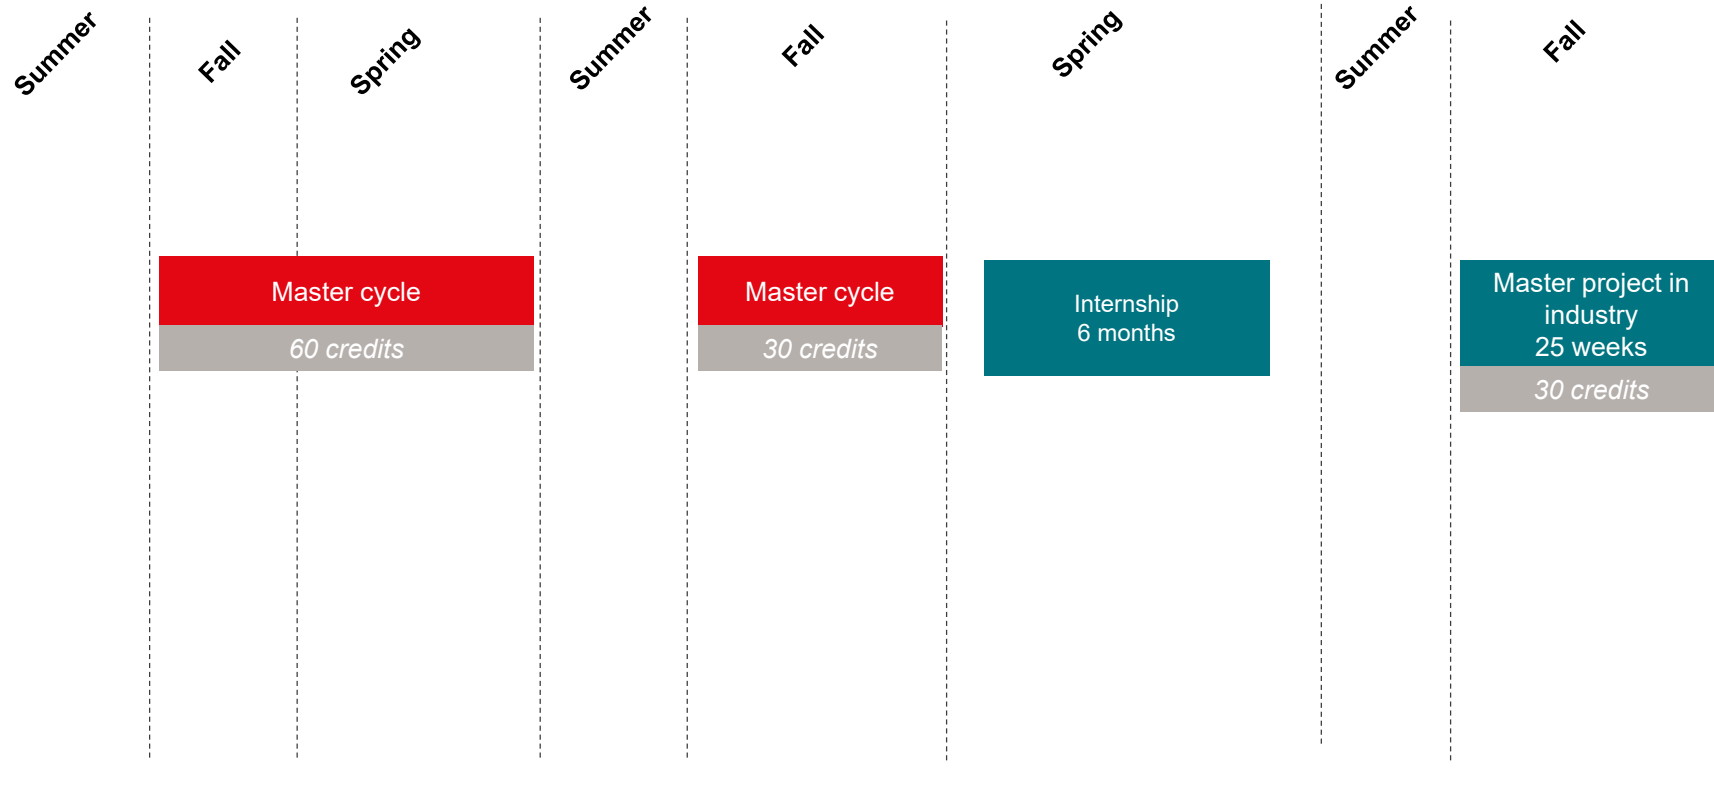 Summer
Fall
Spring
Summer
Fall
Spring
Summer
Fall
Master cycle
60 credits
Master cycle
30 credits
Internship
6 months
Master project in
industry
25 weeks
30 credits